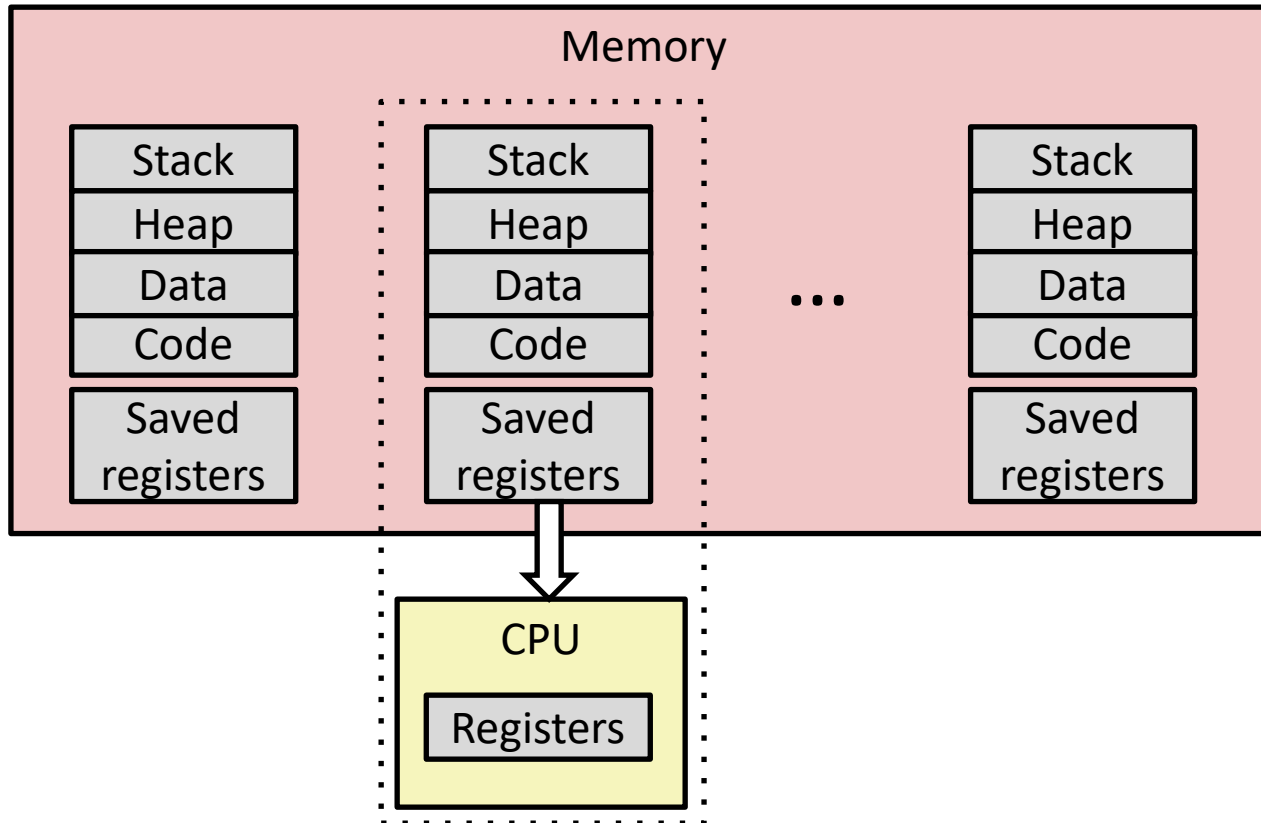 Memory
Stack
Heap
Data
Code
Saved
registers
Stack
Heap
Data
Code
Saved
registers
...
Stack
Heap
Data
Code
Saved
registers
CPU
Registers